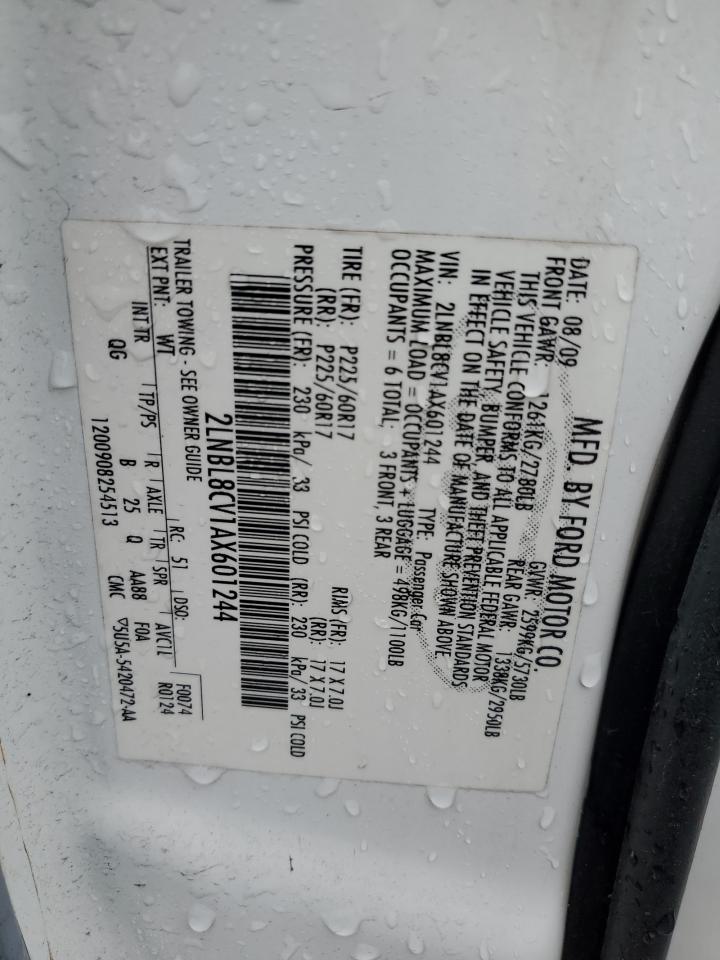 MFD. BY FORD MOTOR CO.
DATE: 08/09 GVWR: 2599KG/5730LB
FRONT GAWR: 1261KG/2780LB REAR GAWR: 1338KG/2950LB
THIS VEHICLE CONFORMS TO ALL APPLICABLE FEDERAL MOTOR
VEHICLE SAFETY, BUMPER, AND THEFT PREVENTION STANDARDS
IN EFFECT ON THE DATE OF MANUFACTURE SHOWN ABOVE.
VIN: 2LNBL8CV1AX601244 TYPE: Passenger Car
MAXIMUM LOAD = OCCUPANTS + LUGGAGE = 498KG/1100LB
OCCUPANTS = 6 TOTAL; 3 FRONT, 3 REAR
TIRE (FR): P225/60R17 RIMS (FR): 17 X 7.0J
(RR): P225/60R17 (RR): 17 X 7.0J
PRESSURE (FR): 230 kPa/ 33 PSI COLD (RR): 230 kPa/ 33 PSI COLD
2LNBL8CV1AX601244
TRAILER TOWING - SEE OWNER GUIDE
EXT PNT: WT RC: 51 DSO: F0074
R0124
INT TR TP/PS R AXLE TR SPR AVC1L
QG B 25 Q AABB F0A
1200908254513 CMC ▽5U5A-5420472-AA